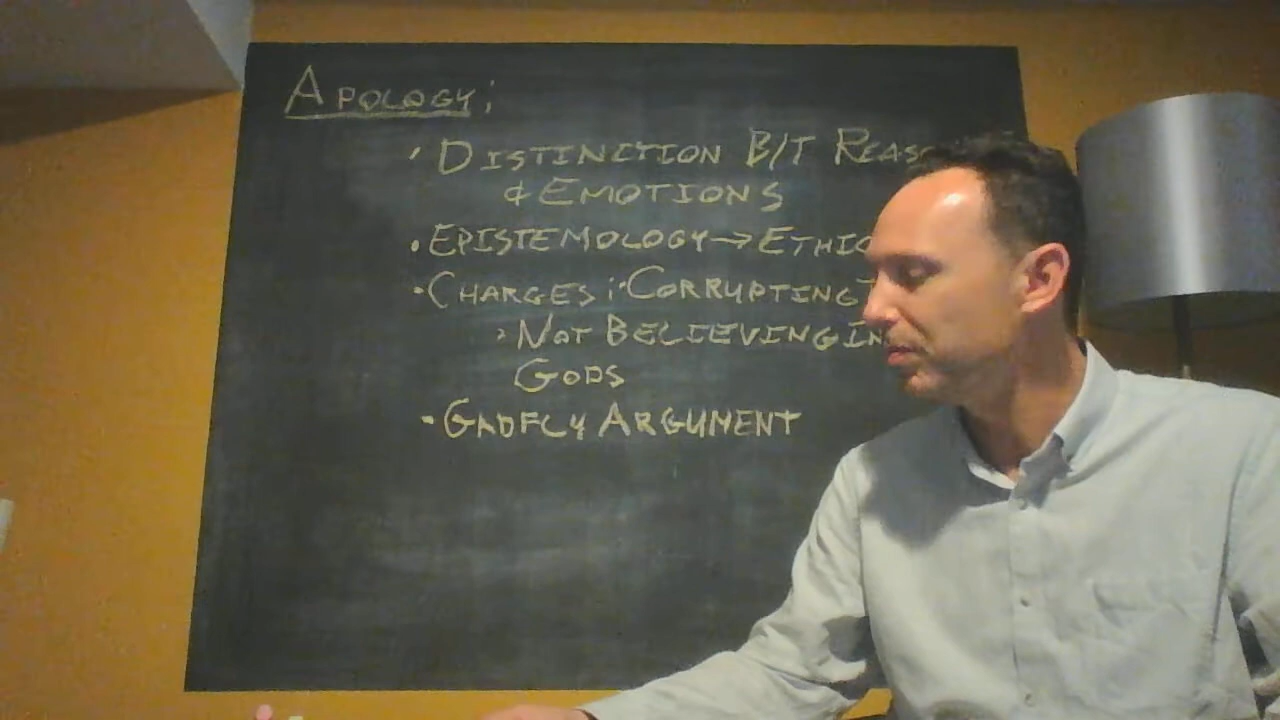 APOLOGY:
• DISTINCTION B/T REAS
& EMOTIONS
• EPISTEMOLOGY → ETHIC
• CHARGES: • CORRUPTING
• NOT BELIEVING IN
GODS
• GADFLY ARGUMENT